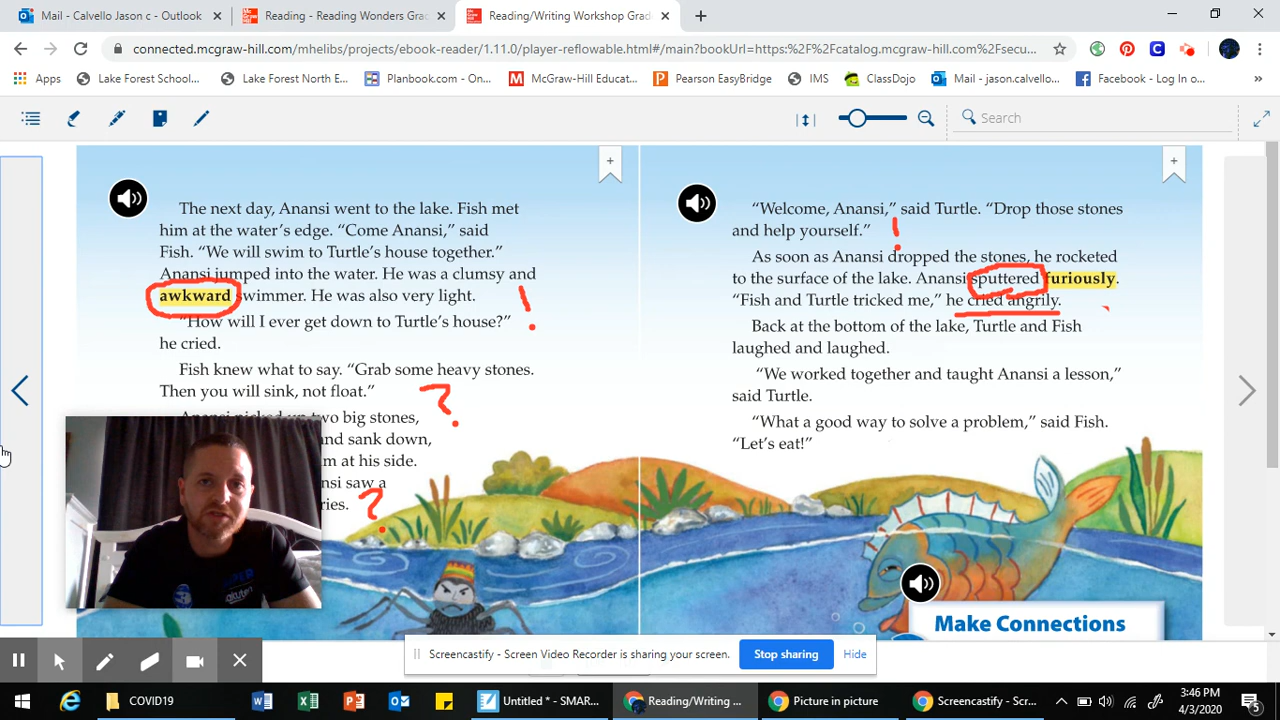 Mail - Calvello Jason c - Outlook
Reading - Reading Wonders Gra
Reading/Writing Workshop Grad
connected.mcgraw-hill.com/mhelibs/projects/ebook-reader/1.11.0/player-reflowable.html#/main?bookUrl=https:%2F%2Fcatalog.mcgraw-hill.com%2Fsecu...
Apps
Lake Forest School...
Lake Forest North E...
Planbook.com - On...
McGraw-Hill Educat...
Pearson EasyBridge
IMS
ClassDojo
Mail - jason.calvello...
Facebook - Log In o...
Search
The next day, Anansi went to the lake. Fish met
him at the water's edge. “Come Anansi,” said
Fish. “We will swim to Turtle's house together.”
Anansi jumped into the water. He was a clumsy and
awkward swimmer. He was also very light. !
“How will I ever get down to Turtle's house?”
he cried.
Fish knew what to say. “Grab some heavy stones.
Then you will sink, not float.” ?
Anansi picked up two big stones,
and sank down,
m at his side.
nsi saw a
ries. ?
“Welcome, Anansi,” said Turtle. “Drop those stones
and help yourself.” !
As soon as Anansi dropped the stones, he rocketed
to the surface of the lake. Anansi sputtered furiously.
“Fish and Turtle tricked me,” he cried angrily.
Back at the bottom of the lake, Turtle and Fish
laughed and laughed.
“We worked together and taught Anansi a lesson,”
said Turtle.
“What a good way to solve a problem,” said Fish.
“Let's eat!”
Make Connections
Screencastify - Screen Video Recorder is sharing your screen.
Stop sharing
Hide
COVID19
Untitled * - SMAR...
Reading/Writing ...
Picture in picture
Screencastify - Scr...
3:46 PM
4/3/2020
5